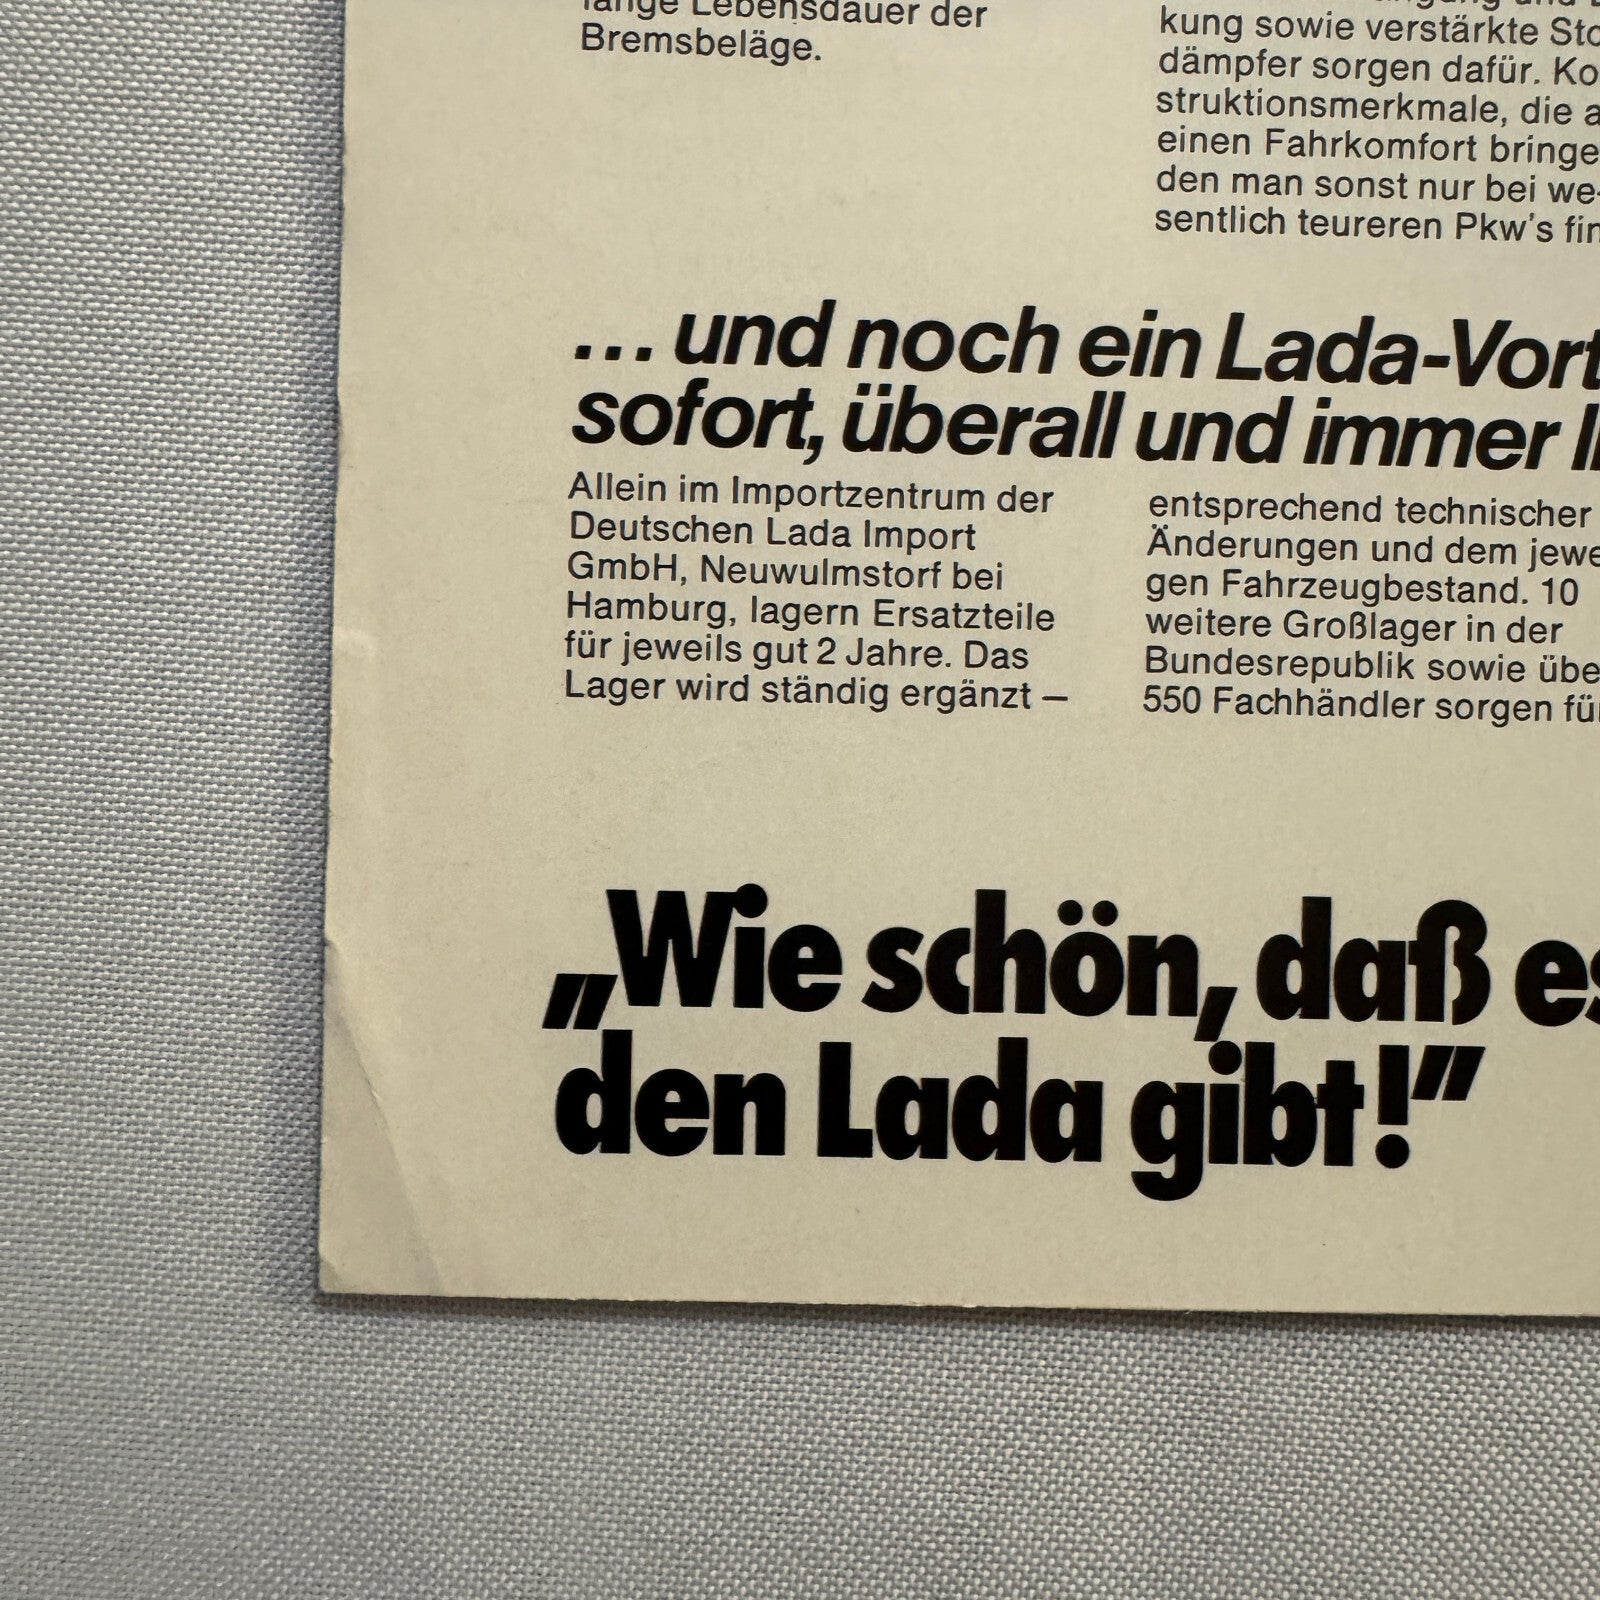 lange Lebensdauer der
Bremsbeläge.
kung sowie verstärkte
dämpfer sorgen dafür.
struktionsmerkmale, die
einen Fahrkomfort
den man sonst nur bei we-
sentlich teureren Pkw's
... und noch ein Lada-
sofort, überall und immer
Allein im Importzentrum der
Deutschen Lada Import
GmbH, Neuwulmstorf bei
Hamburg, lagern Ersatzteile
für jeweils gut 2 Jahre. Das
Lager wird ständig ergänzt –
entsprechend technischer
Änderungen und dem
gen Fahrzeugbestand. 10
weitere Großlager in der
Bundesrepublik sowie
550 Fachhändler sorgen
„Wie schön, daß es
den Lada gibt!”